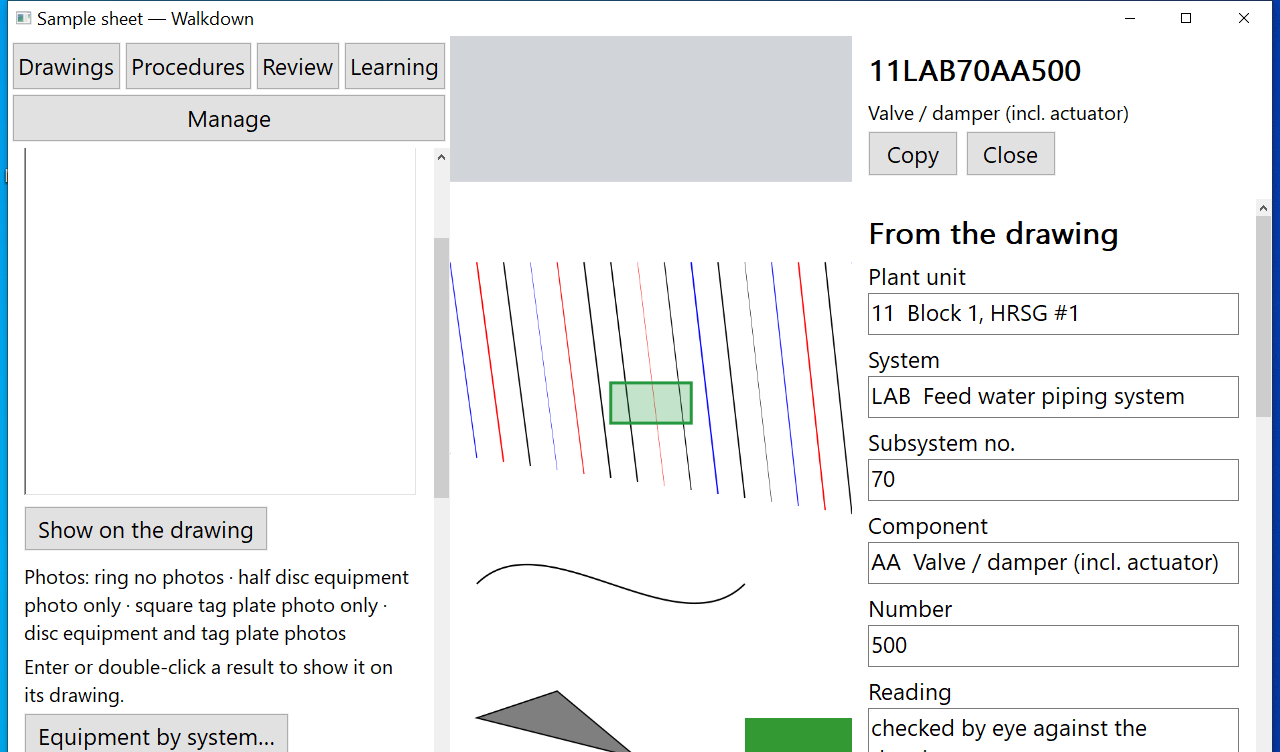 Sample sheet — Walkdown
Drawings
Procedures
Review
Learning
Manage
Show on the drawing
Photos: ring no photos · half disc equipment
photo only · square tag plate photo only ·
disc equipment and tag plate photos
Enter or double-click a result to show it on
its drawing.
Equipment by system...
11LAB70AA500
Valve / damper (incl. actuator)
Copy
Close
From the drawing
Plant unit
11  Block 1, HRSG #1
System
LAB  Feed water piping system
Subsystem no.
70
Component
AA  Valve / damper (incl. actuator)
Number
500
Reading
checked by eye against the